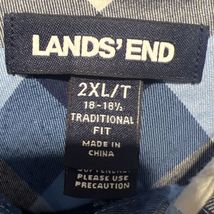 LANDS' END
2XL/T
18-18½
TRADITIONAL
FIT
MADE IN
CHINA
PLEASE USE
PRECAUTION